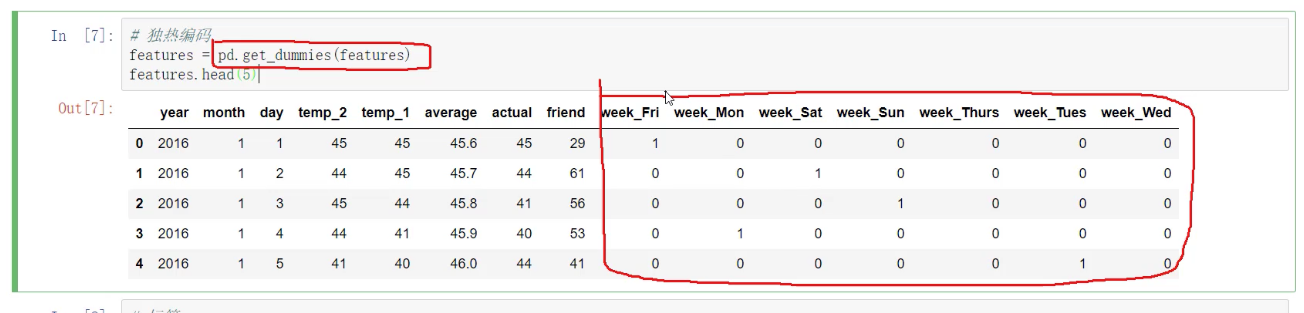 In [7]: # 独热编码
features = pd.get_dummies(features)
features.head(5)
Out[7]:
year month day temp_2 temp_1 average actual friend week_Fri week_Mon week_Sat week_Sun week_Thurs week_Tues week_Wed
0 2016 1 1 45 45 45.6 45 29 1 0 0 0 0 0 0
1 2016 1 2 44 45 45.7 44 61 0 0 1 0 0 0 0
2 2016 1 3 45 44 45.8 41 56 0 0 0 1 0 0 0
3 2016 1 4 44 41 45.9 40 53 0 1 0 0 0 0 0
4 2016 1 5 41 40 46.0 44 41 0 0 0 0 0 1 0